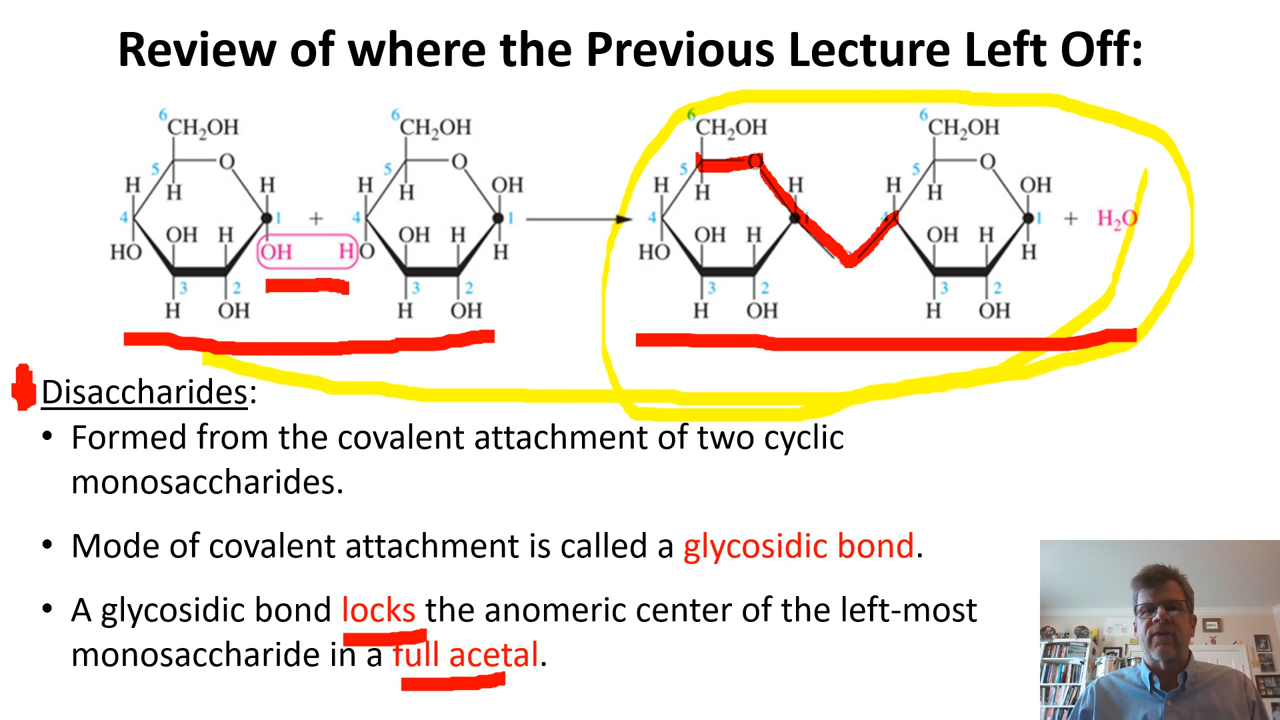 Review of where the Previous Lecture Left Off:
6 CH₂OH 6 CH₂OH 6 CH₂OH 6 CH₂OH
5 O 5 O 5 O 5 O
H H H H H OH H H H H H OH
4 1 + 4 1 4 1 4 1 + H₂O
HO OH H OH HO OH H H HO OH H OH H H
3 2 3 2 3 2 3 2
H OH H OH H OH H OH
Disaccharides:
• Formed from the covalent attachment of two cyclic
monosaccharides.
• Mode of covalent attachment is called a glycosidic bond.
• A glycosidic bond locks the anomeric center of the left-most
monosaccharide in a full acetal.